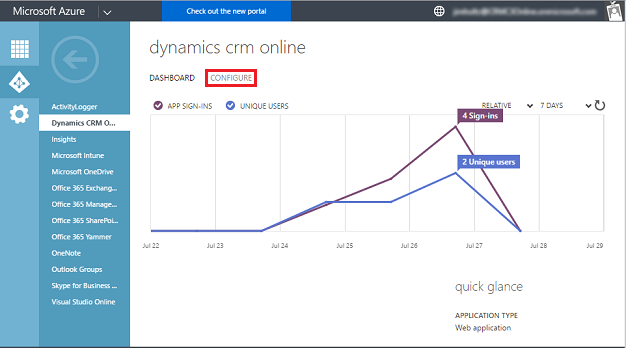 Microsoft Azure
Check out the new portal
dynamics crm online
DASHBOARD CONFIGURE
ActivityLogger
Dynamics CRM O...
Insights
Microsoft Intune
Microsoft OneDrive
Office 365 Exchang...
Office 365 Manage...
Office 365 SharePoi...
Office 365 Yammer
OneNote
Outlook Groups
Skype for Business ...
Visual Studio Online
APP SIGN-INS UNIQUE USERS RELATIVE 7 DAYS
4 Sign-ins
2 Unique users
Jul 22 Jul 23 Jul 24 Jul 25 Jul 26 Jul 27 Jul 28 Jul 29
quick glance
APPLICATION TYPE
Web application